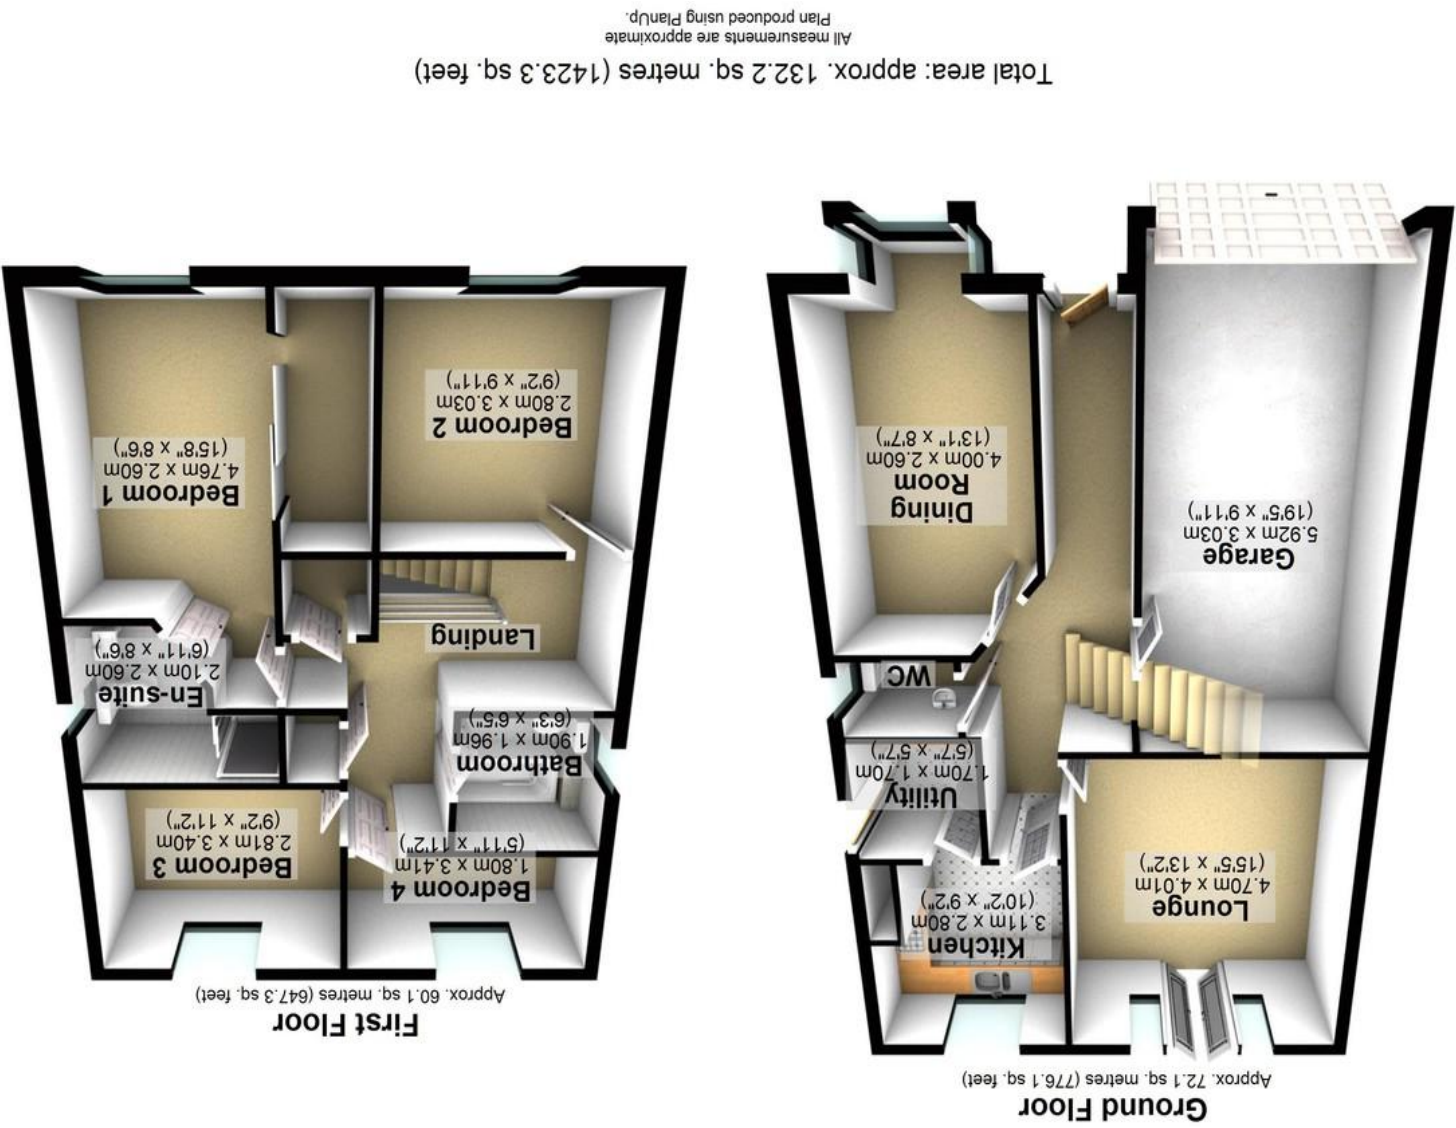 Ground Floor
Approx. 72.1 sq. metres (776.1 sq. feet)
Lounge
4.70m x 4.01m
(15'5" x 13'2")
Kitchen
3.11m x 2.80m
(10'2" x 9'2")
Utility
1.70m x 1.70m
(5'7" x 5'7")
WC
Garage
5.92m x 3.03m
(19'5" x 9'11")
Dining
Room
4.00m x 2.60m
(13'1" x 8'7")
First Floor
Approx. 60.1 sq. metres (647.3 sq. feet)
Bedroom 4
1.80m x 3.41m
(5'11" x 11'2")
Bedroom 3
2.81m x 3.40m
(9'2" x 11'2")
Bathroom
1.90m x 1.96m
(6'3" x 6'5")
En-suite
2.10m x 2.60m
(6'11" x 8'6")
Landing
Bedroom 1
4.76m x 2.60m
(15'8" x 8'6")
Bedroom 2
2.80m x 3.03m
(9'2" x 9'11")
Total area: approx. 132.2 sq. metres (1423.3 sq. feet)
All measurements are approximate
Plan produced using PlanUp.